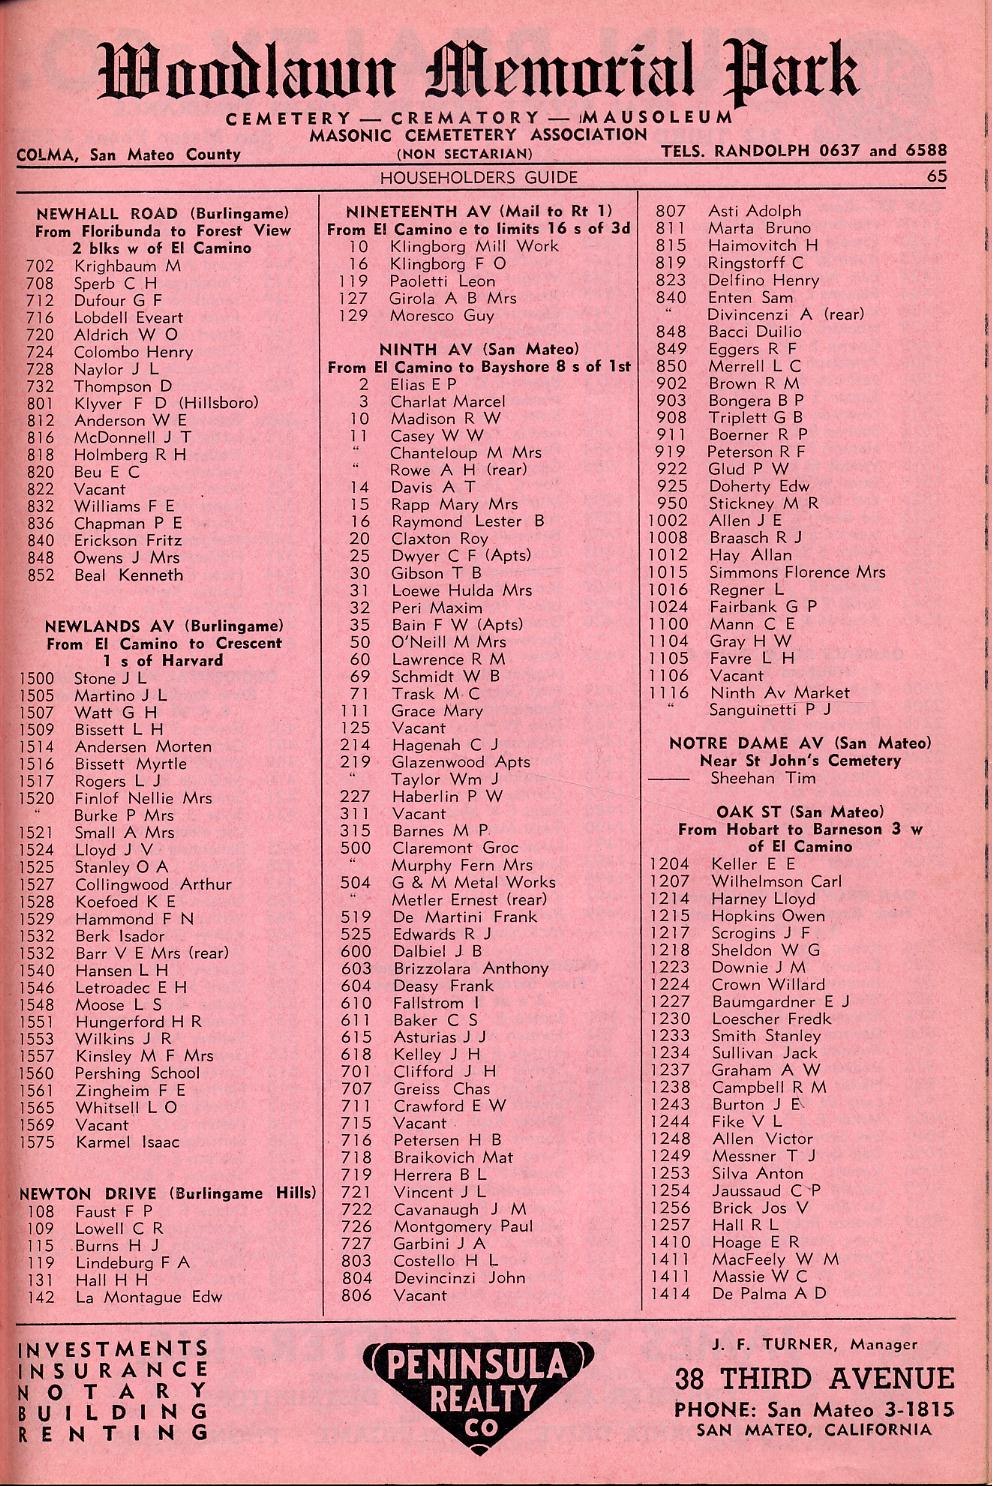 Woodlawn Memorial Park
CEMETERY — CREMATORY — MAUSOLEUM
MASONIC CEMETETERY ASSOCIATION
COLMA, San Mateo County (NON SECTARIAN) TELS. RANDOLPH 0637 and 6588
HOUSEHOLDERS GUIDE 65
NEWHALL ROAD (Burlingame)
From Floribunda to Forest View
2 blks w of El Camino
702 Krighbaum M
708 Sperb C H
712 Dufour G F
716 Lobdell Eveart
720 Aldrich W O
724 Colombo Henry
728 Naylor J L
732 Thompson D
801 Klyver F D (Hillsboro)
812 Anderson W E
816 McDonnell J T
818 Holmberg R H
820 Beu E C
822 Vacant
832 Williams F E
836 Chapman P E
840 Erickson Fritz
848 Owens J Mrs
852 Beal Kenneth
NEWLANDS AV (Burlingame)
From El Camino to Crescent
1 s of Harvard
1500 Stone J L
1505 Martino J L
1507 Watt G H
1509 Bissett L H
1514 Andersen Morten
1516 Bissett Myrtle
1517 Rogers L J
1520 Finlof Nellie Mrs
" Burke P Mrs
1521 Small A Mrs
1524 Lloyd J V
1525 Stanley O A
1527 Collingwood Arthur
1528 Koefoed K E
1529 Hammond F N
1532 Berk Isador
1532 Barr V E Mrs (rear)
1540 Hansen L H
1546 Letroadec E H
1548 Moose L S
1551 Hungerford H R
1553 Wilkins J R
1557 Kinsley M F Mrs
1560 Pershing School
1561 Zingheim F E
1565 Whitsell L O
1569 Vacant
1575 Karmel Isaac
NEWTON DRIVE (Burlingame Hills)
108 Faust F P
109 Lowell C R
115 Burns H J
119 Lindeburg F A
131 Hall H H
142 La Montague Edw
NINETEENTH AV (Mail to Rt 1)
From El Camino e to limits 16 s of 3d
10 Klingborg Mill Work
16 Klingborg F O
119 Paoletti Leon
127 Girola A B Mrs
129 Moresco Guy
NINTH AV (San Mateo)
From El Camino to Bayshore 8 s of 1st
2 Elias E P
3 Charlat Marcel
10 Madison R W
11 Casey W W
" Chanteloup M Mrs
" Rowe A H (rear)
14 Davis A T
15 Rapp Mary Mrs
16 Raymond Lester B
20 Claxton Roy
25 Dwyer C F (Apts)
30 Gibson T B
31 Loewe Hulda Mrs
32 Peri Maxim
35 Bain F W (Apts)
50 O'Neill M Mrs
60 Lawrence R M
69 Schmidt W B
71 Trask M C
111 Grace Mary
125 Vacant
214 Hagenah C J
219 Glazenwood Apts
" Taylor Wm J
227 Haberlin P W
311 Vacant
315 Barnes M P
500 Claremont Groc
" Murphy Fern Mrs
504 G & M Metal Works
" Metler Ernest (rear)
519 De Martini Frank
525 Edwards R J
600 Dalbiel J B
603 Brizzolara Anthony
604 Deasy Frank
610 Fallstrom I
611 Baker C S
615 Asturias J J
618 Kelley J H
701 Clifford J H
707 Greiss Chas
711 Crawford E W
715 Vacant
716 Petersen H B
718 Braikovich Mat
719 Herrera B L
721 Vincent J L
722 Cavanaugh J M
726 Montgomery Paul
727 Garbini J A
803 Costello H L
804 Devincinzi John
806 Vacant
807 Asti Adolph
811 Marta Bruno
815 Haimovitch H
819 Ringstorff C
823 Delfino Henry
840 Enten Sam
" Divincenzi A (rear)
848 Bacci Duilio
849 Eggers R F
850 Merrell L C
902 Brown R M
903 Bongera B P
908 Triplett G B
911 Boerner R P
919 Peterson R F
922 Glud P W
925 Doherty Edw
950 Stickney M R
1002 Allen J E
1008 Braasch R J
1012 Hay Allan
1015 Simmons Florence Mrs
1016 Regner L
1024 Fairbank G P
1100 Mann C E
1104 Gray H W
1105 Favre L H
1106 Vacant
1116 Ninth Av Market
" Sanguinetti P J
NOTRE DAME AV (San Mateo)
Near St John's Cemetery
—— Sheehan Tim
OAK ST (San Mateo)
From Hobart to Barneson 3 w
of El Camino
1204 Keller E E
1207 Wilhelmson Carl
1214 Harney Lloyd
1215 Hopkins Owen
1217 Scrogins J F
1218 Sheldon W G
1223 Downie J M
1224 Crown Willard
1227 Baumgardner E J
1230 Loescher Fredk
1233 Smith Stanley
1234 Sullivan Jack
1237 Graham A W
1238 Campbell R M
1243 Burton J E
1244 Fike V L
1248 Allen Victor
1249 Messner T J
1253 Silva Anton
1254 Jaussaud C P
1256 Brick Jos V
1257 Hall R L
1410 Hoage E R
1411 MacFeely W M
1411 Massie W C
1414 De Palma A D
INVESTMENTS
INSURANCE
NOTARY
BUILDING
RENTING
PENINSULA
REALTY
CO
J. F. TURNER, Manager
38 THIRD AVENUE
PHONE: San Mateo 3-1815
SAN MATEO, CALIFORNIA